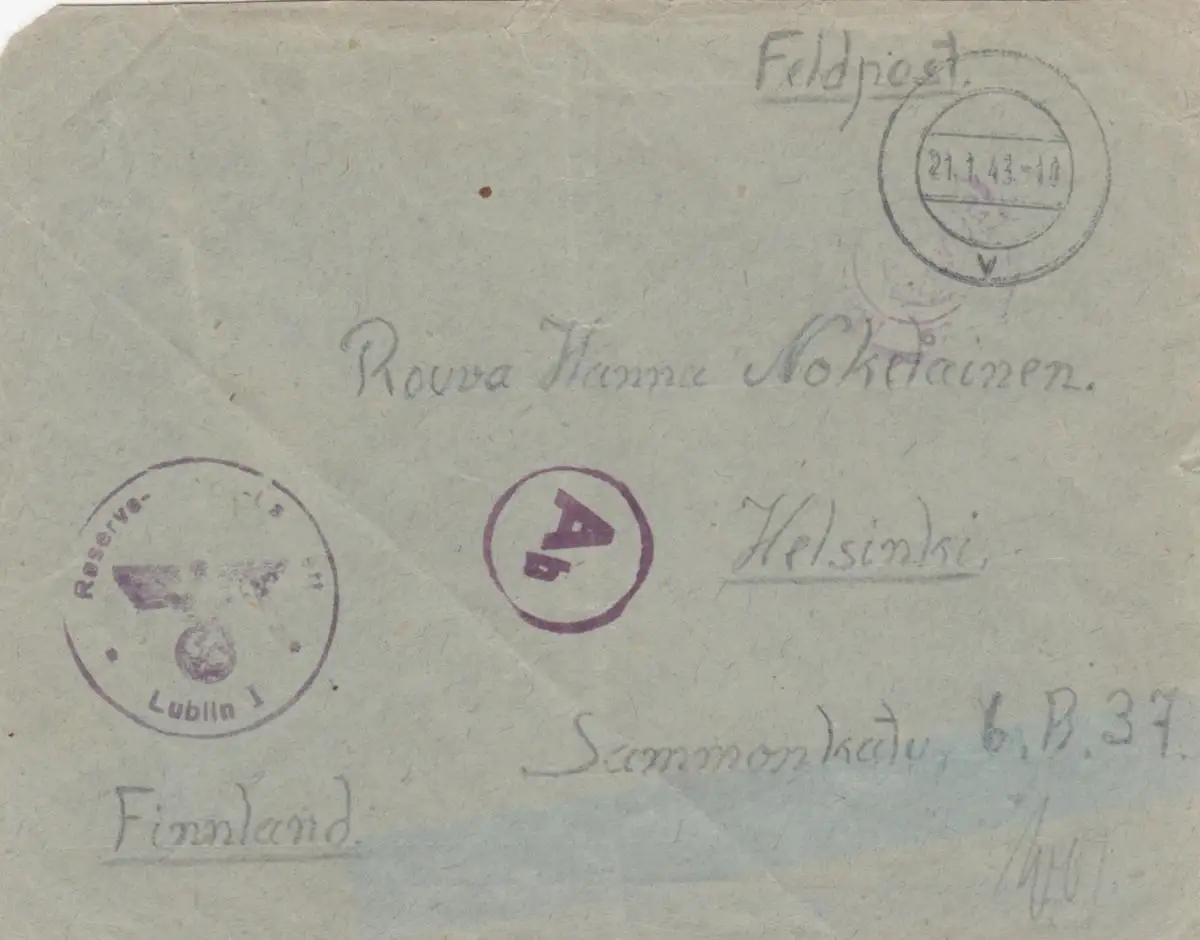 Feldpost.
21.1.43.-10
v
b
Rouva Hanna Nokelainen.
Reserve-
Lublin I
Ab
Helsinki.
Sammonkatu, 6.B.37.
Finnland.